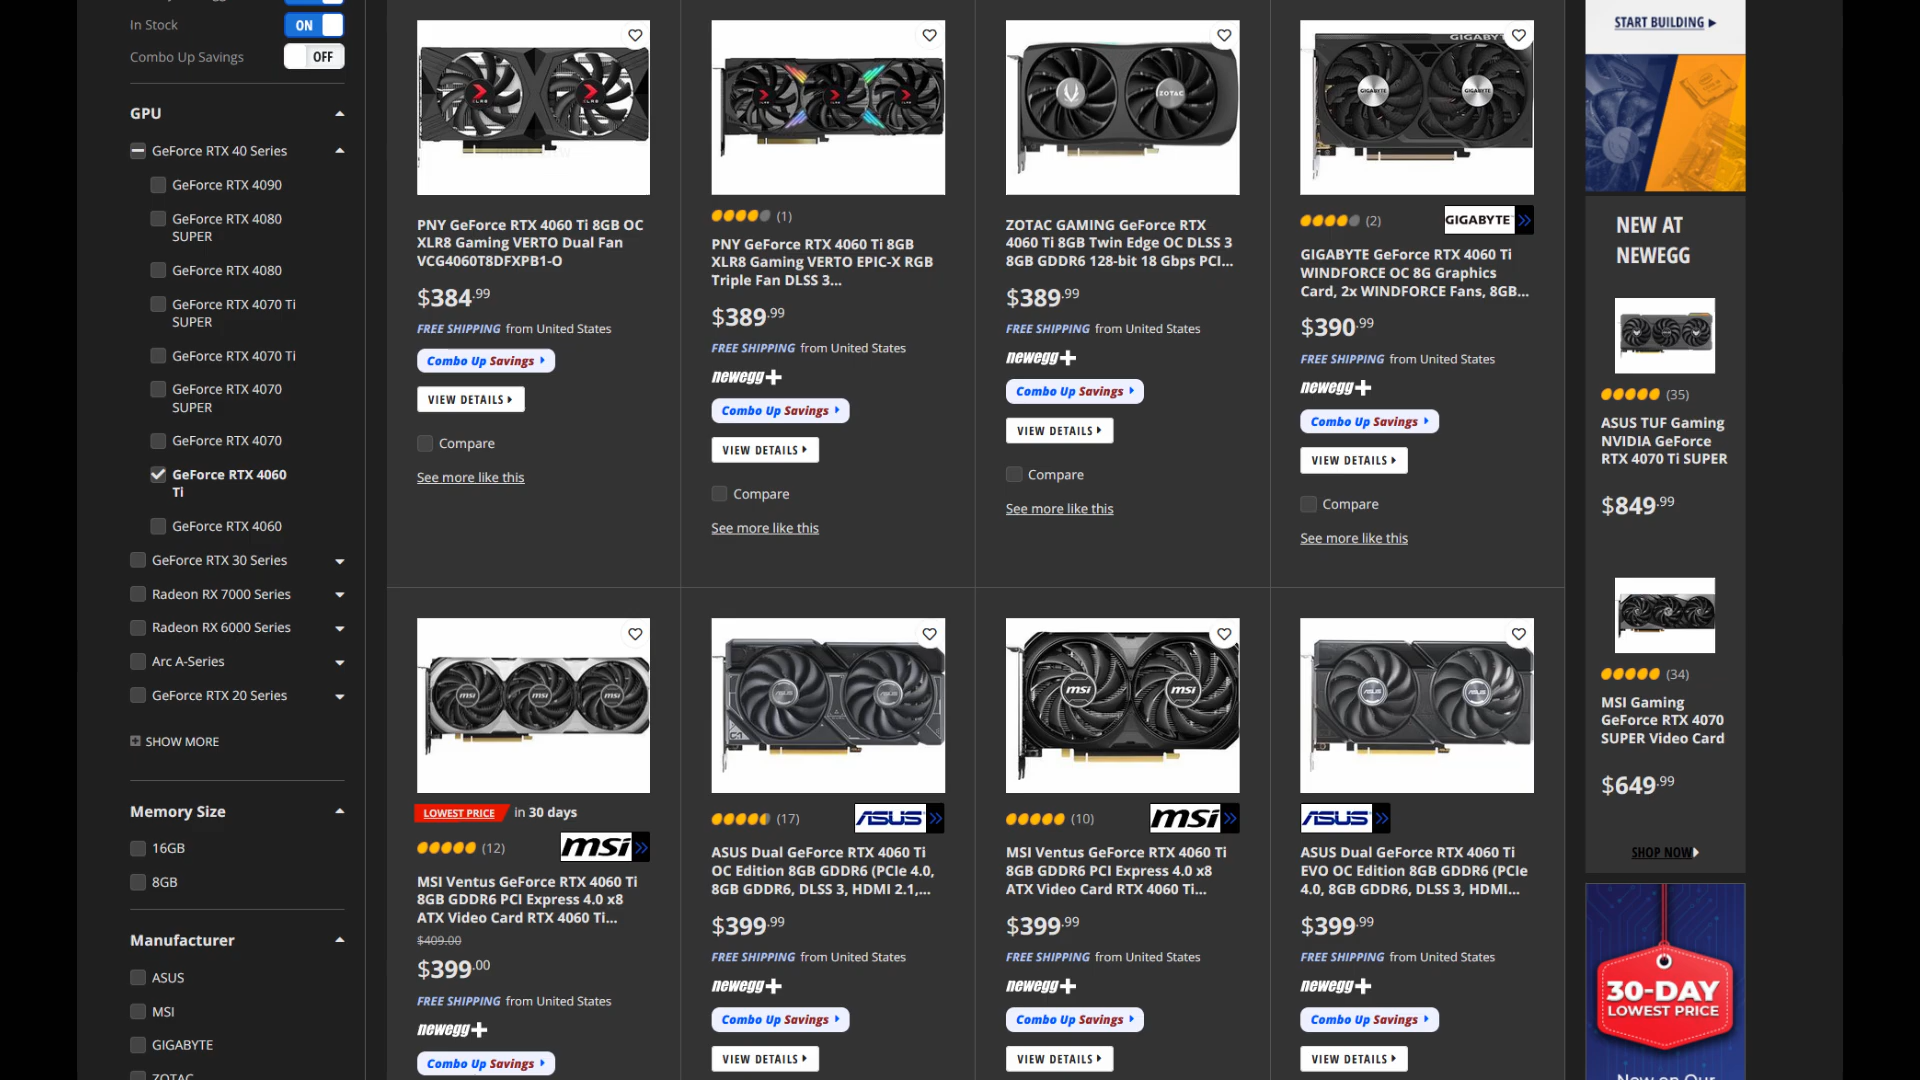 In Stock
ON
Combo Up Savings
OFF
GPU
GeForce RTX 40 Series
GeForce RTX 4090
GeForce RTX 4080
SUPER
GeForce RTX 4080
GeForce RTX 4070 Ti
SUPER
GeForce RTX 4070 Ti
GeForce RTX 4070
SUPER
GeForce RTX 4070
GeForce RTX 4060
Ti
GeForce RTX 4060
GeForce RTX 30 Series
Radeon RX 7000 Series
Radeon RX 6000 Series
Arc A-Series
GeForce RTX 20 Series
SHOW MORE
Memory Size
16GB
8GB
Manufacturer
ASUS
MSI
GIGABYTE
ZOTAC
PNY GeForce RTX 4060 Ti 8GB OC
XLR8 Gaming VERTO Dual Fan
VCG4060T8DFXPB1-O
$384.99
FREE SHIPPING from United States
Combo Up Savings
VIEW DETAILS
Compare
See more like this
(1)
PNY GeForce RTX 4060 Ti 8GB
XLR8 Gaming VERTO EPIC-X RGB
Triple Fan DLSS 3...
$389.99
FREE SHIPPING from United States
newegg+
Combo Up Savings
VIEW DETAILS
Compare
See more like this
ZOTAC
ZOTAC GAMING GeForce RTX
4060 Ti 8GB Twin Edge OC DLSS 3
8GB GDDR6 128-bit 18 Gbps PCI...
$389.99
FREE SHIPPING from United States
newegg+
Combo Up Savings
VIEW DETAILS
Compare
See more like this
GIGABYTE
GIGABYTE
GIGABYTE
(2)
GIGABYTE
GIGABYTE GeForce RTX 4060 Ti
WINDFORCE OC 8G Graphics
Card, 2x WINDFORCE Fans, 8GB...
$390.99
FREE SHIPPING from United States
newegg+
Combo Up Savings
VIEW DETAILS
Compare
See more like this
msi
msi
msi
LOWEST PRICE in 30 days
(12)
msi
MSI Ventus GeForce RTX 4060 Ti
8GB GDDR6 PCI Express 4.0 x8
ATX Video Card RTX 4060 Ti...
$409.00
$399.00
FREE SHIPPING from United States
newegg+
Combo Up Savings
ASUS
ASUS
(17)
ASUS
ASUS Dual GeForce RTX 4060 Ti
OC Edition 8GB GDDR6 (PCIe 4.0,
8GB GDDR6, DLSS 3, HDMI 2.1,...
$399.99
FREE SHIPPING from United States
newegg+
Combo Up Savings
VIEW DETAILS
msi
msi
(10)
msi
MSI Ventus GeForce RTX 4060 Ti
8GB GDDR6 PCI Express 4.0 x8
ATX Video Card RTX 4060 Ti...
$399.99
FREE SHIPPING from United States
newegg+
Combo Up Savings
VIEW DETAILS
ASUS
ASUS
ASUS
ASUS Dual GeForce RTX 4060 Ti
EVO OC Edition 8GB GDDR6 (PCIe
4.0, 8GB GDDR6, DLSS 3, HDMI...
$399.99
FREE SHIPPING from United States
newegg+
Combo Up Savings
VIEW DETAILS
START BUILDING
NEW AT
NEWEGG
(35)
ASUS TUF Gaming
NVIDIA GeForce
RTX 4070 Ti SUPER
$849.99
(34)
MSI Gaming
GeForce RTX 4070
SUPER Video Card
$649.99
SHOP NOW
30-DAY
LOWEST PRICE
Now on Our